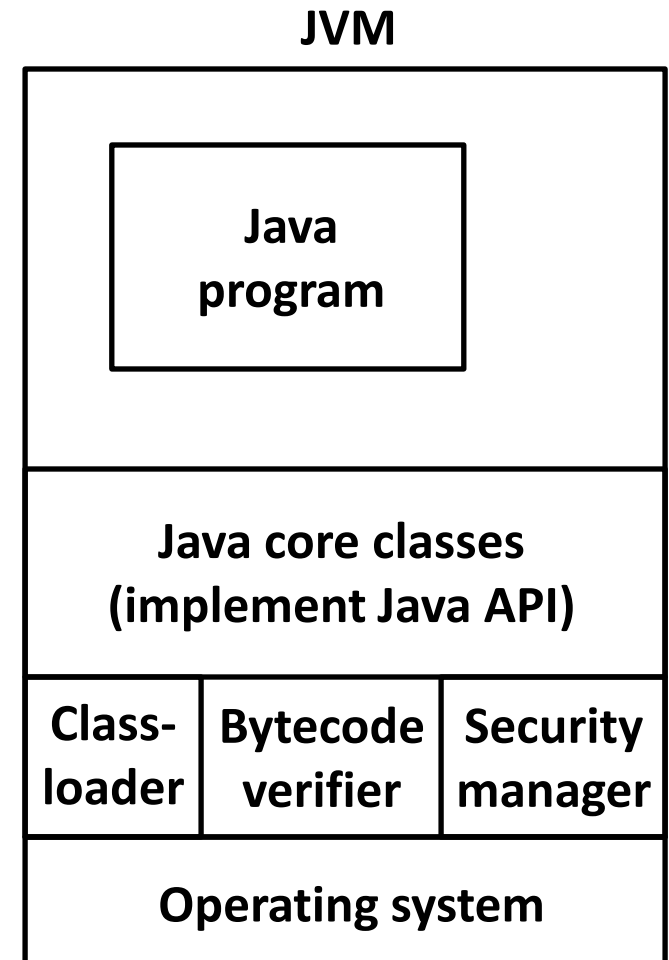 JVM
Java
program
Java core classes
(implement Java API)
Class-
loader
Bytecode
verifier
Security
manager
Operating system